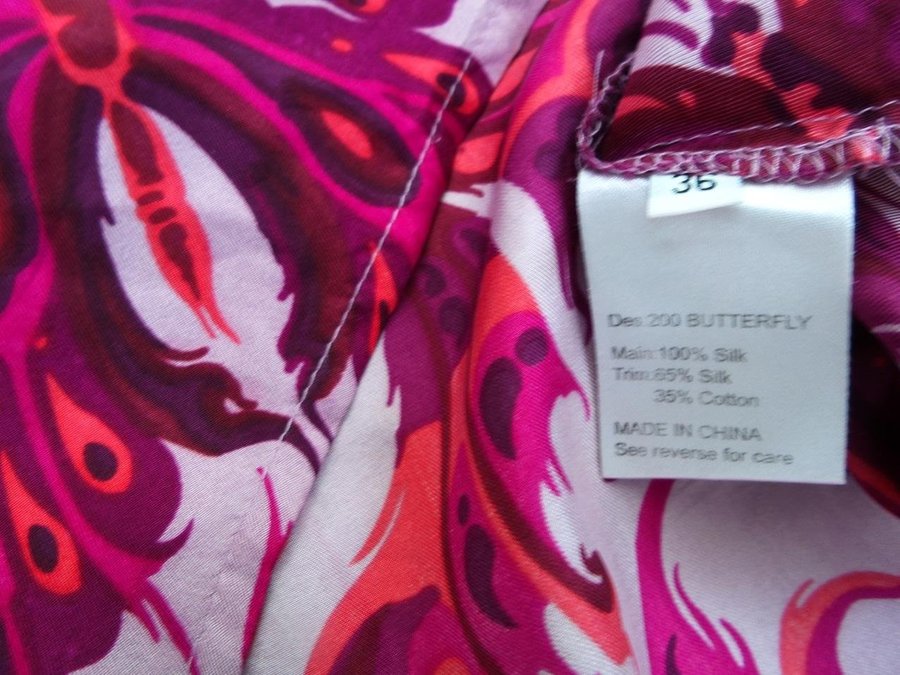 36
Des:200 BUTTERFLY
Main:100% Silk
Trim:65% Silk
35% Cotton
MADE IN CHINA
See reverse for care